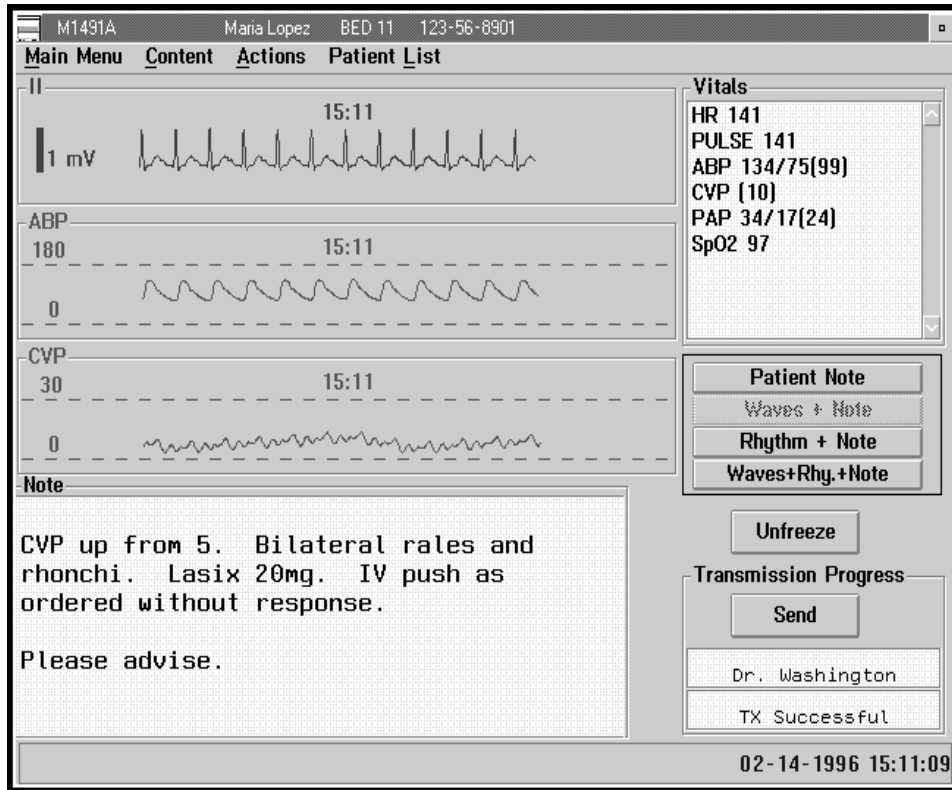 M1491A Maria Lopez BED 11 123-56-8901
Main Menu Content Actions Patient List
II
15:11
1 mV
ABP
180 15:11
0
CVP
30 15:11
0
Vitals
HR 141
PULSE 141
ABP 134/75(99)
CVP (10)
PAP 34/17(24)
SpO2 97
Patient Note
Waves + Note
Rhythm + Note
Waves+Rhy.+Note
Note
CVP up from 5. Bilateral rales and
rhonchi. Lasix 20mg. IV push as
ordered without response.
Please advise.
Unfreeze
Transmission Progress
Send
Dr. Washington
TX Successful
02-14-1996 15:11:09